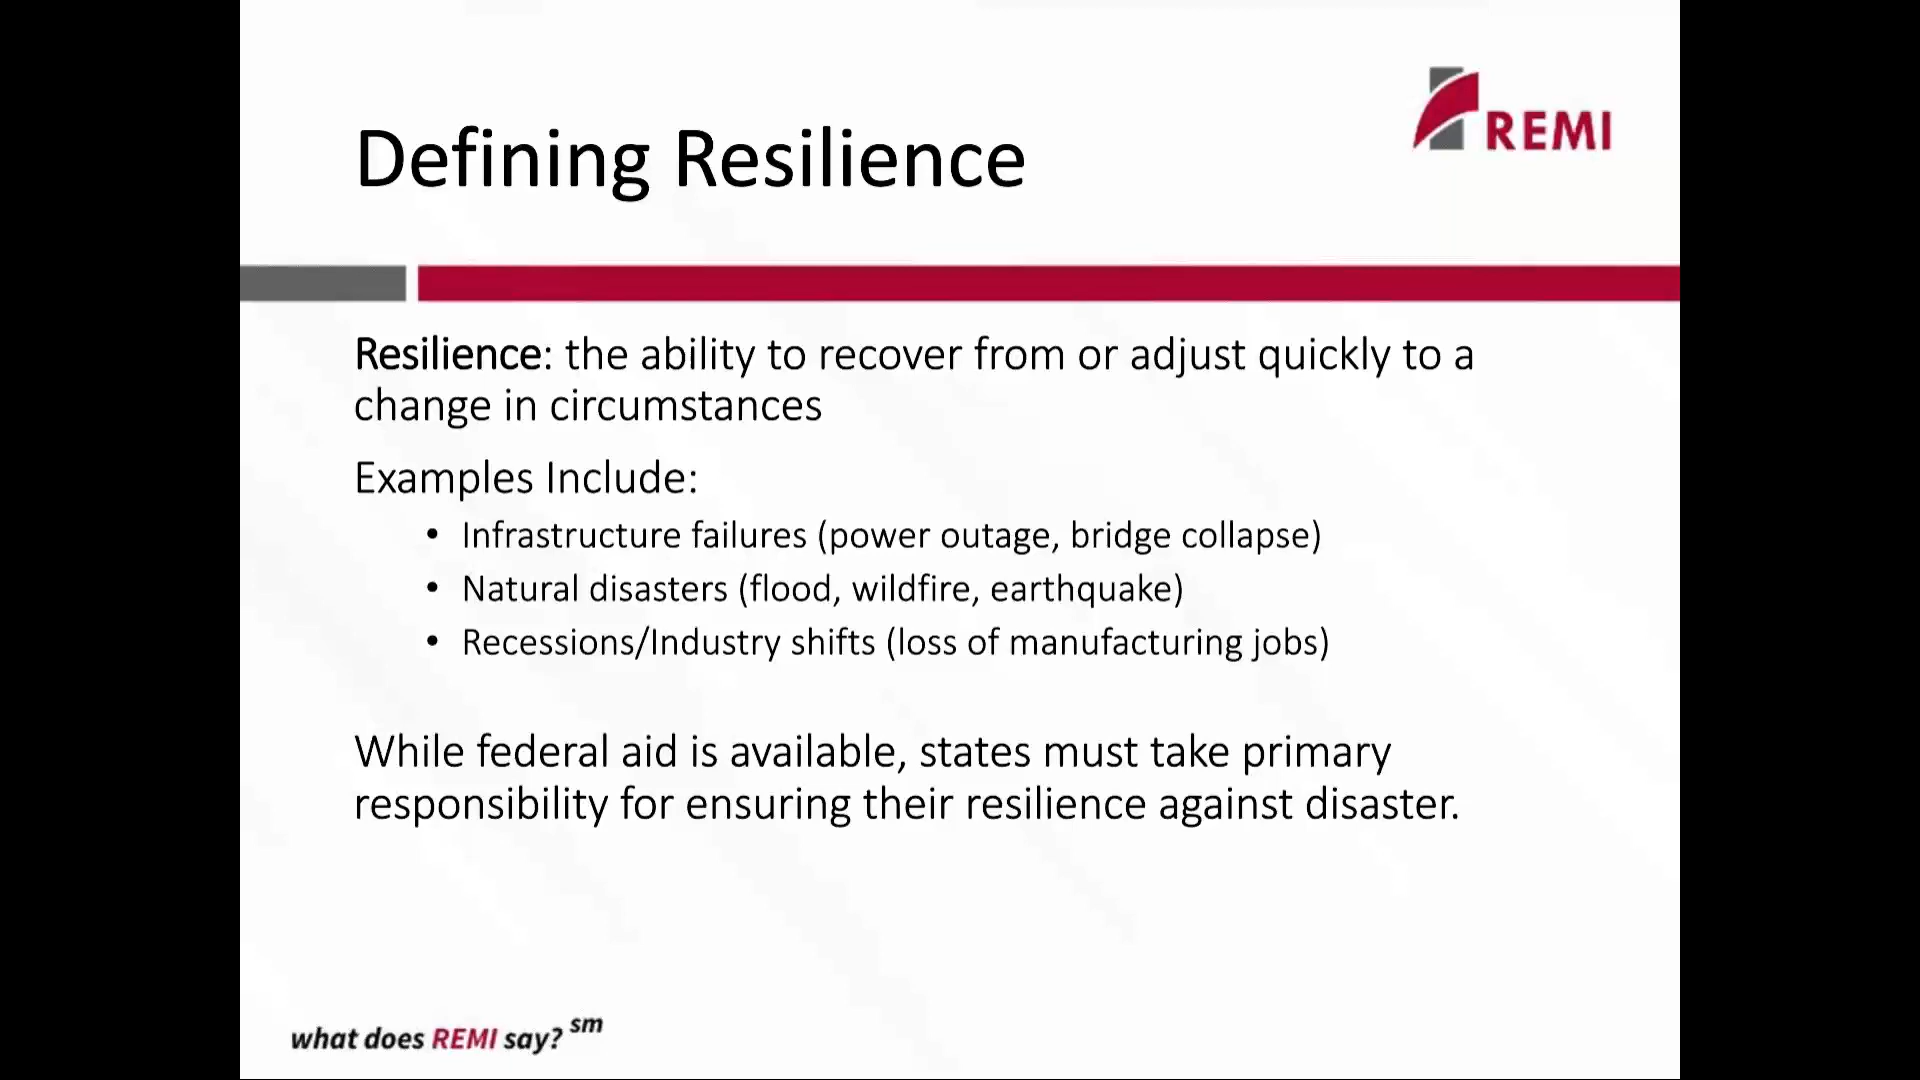 REMI
Defining Resilience
Resilience: the ability to recover from or adjust quickly to a
change in circumstances
Examples Include:
• Infrastructure failures (power outage, bridge collapse)
• Natural disasters (flood, wildfire, earthquake)
• Recessions/Industry shifts (loss of manufacturing jobs)
While federal aid is available, states must take primary
responsibility for ensuring their resilience against disaster.
what does REMI say? sm